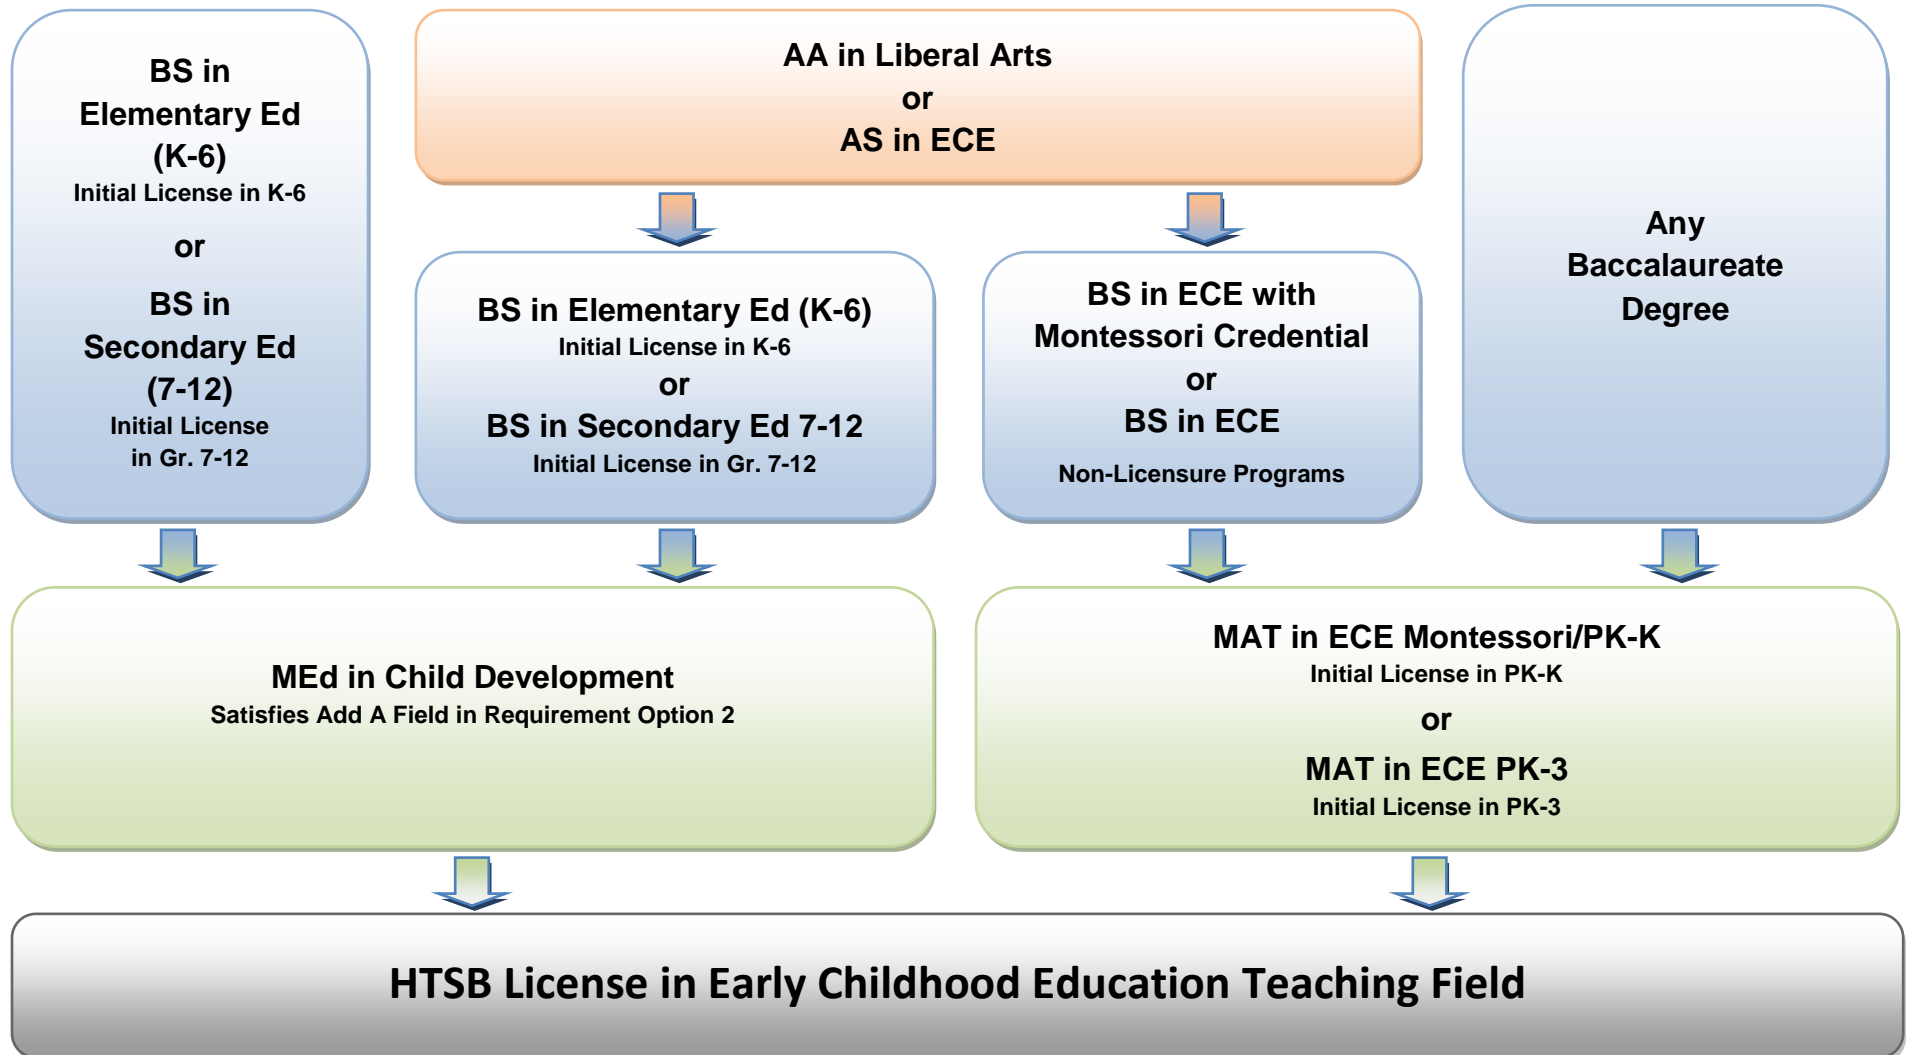 BS in
Elementary Ed
(K-6)
Initial License in K-6
or
BS in
Secondary Ed
(7-12)
Initial License
in Gr. 7-12
AA in Liberal Arts
or
AS in ECE
BS in Elementary Ed (K-6)
Initial License in K-6
or
BS in Secondary Ed 7-12
Initial License in Gr. 7-12
BS in ECE with
Montessori Credential
or
BS in ECE
Non-Licensure Programs
Any
Baccalaureate
Degree
MEd in Child Development
Satisfies Add A Field in Requirement Option 2
MAT in ECE Montessori/PK-K
Initial License in PK-K
or
MAT in ECE PK-3
Initial License in PK-3
HTSB License in Early Childhood Education Teaching Field